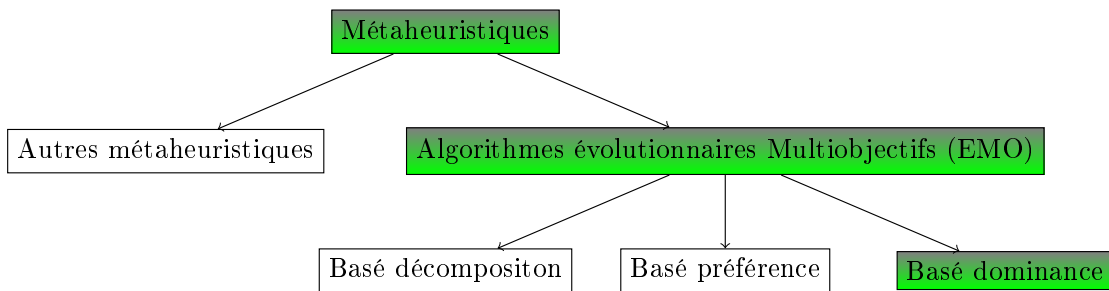 Métaheuristiques
Autres métaheuristiques
Algorithmes évolutionnaires Multiobjectifs (EMO)
Basé décompositon
Basé préférence
Basé dominance